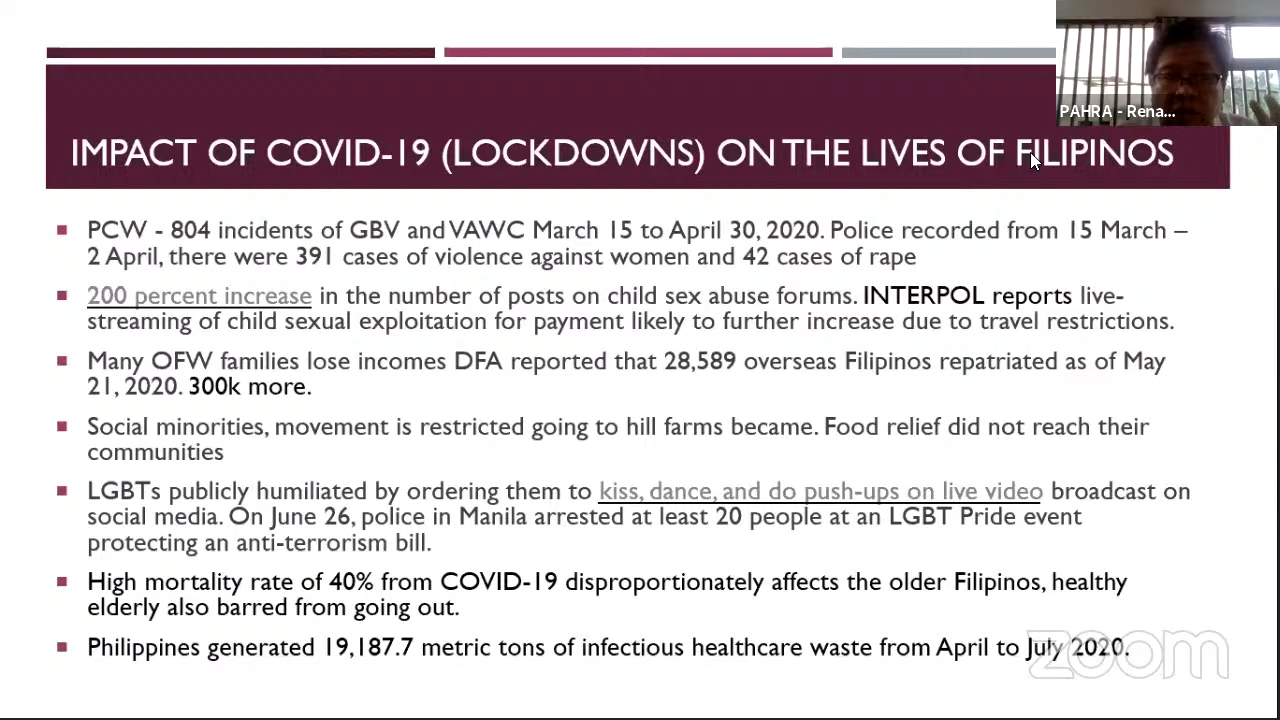 PAHRA - Rena...
IMPACT OF COVID-19 (LOCKDOWNS) ON THE LIVES OF FILIPINOS
PCW - 804 incidents of GBV and VAWC March 15 to April 30, 2020. Police recorded from 15 March –
2 April, there were 391 cases of violence against women and 42 cases of rape
200 percent increase in the number of posts on child sex abuse forums. INTERPOL reports live-
streaming of child sexual exploitation for payment likely to further increase due to travel restrictions.
Many OFW families lose incomes DFA reported that 28,589 overseas Filipinos repatriated as of May
21, 2020. 300k more.
Social minorities, movement is restricted going to hill farms became. Food relief did not reach their
communities
LGBTs publicly humiliated by ordering them to kiss, dance, and do push-ups on live video broadcast on
social media. On June 26, police in Manila arrested at least 20 people at an LGBT Pride event
protecting an anti-terrorism bill.
High mortality rate of 40% from COVID-19 disproportionately affects the older Filipinos, healthy
elderly also barred from going out.
Philippines generated 19,187.7 metric tons of infectious healthcare waste from April to July 2020.
zoom